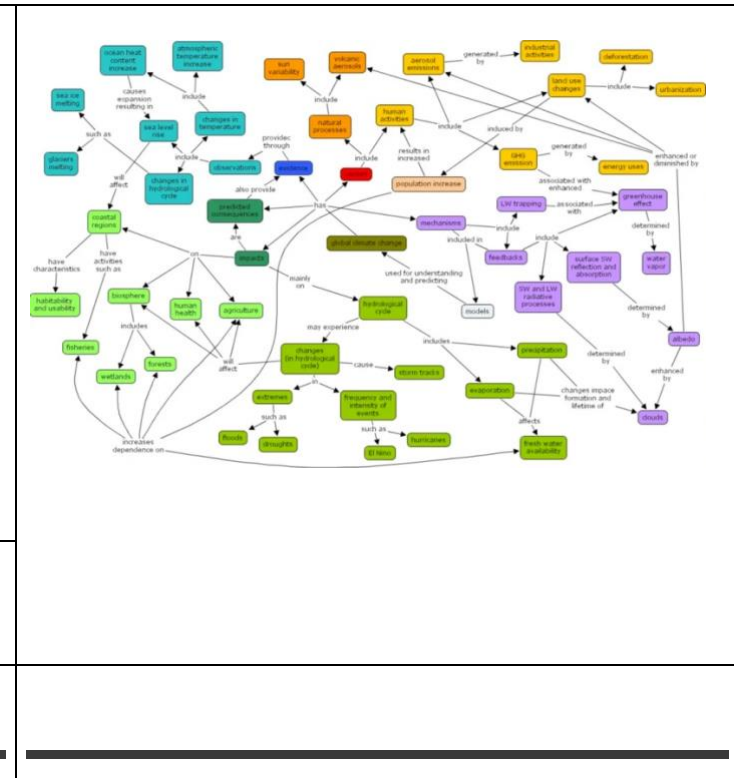 ocean heat
content
increase
atmospheric
temperature
increase
sun
variability
volcanic
aerosols
aerosol
emissions
generated
by
industrial
activities
deforestation
land use
changes
include
urbanization
sea ice
melting
causes
expansion
resulting in
include
changes in
temperature
sea level
rise
such as
glaciers
melting
include
changes in
hydrological
cycle
observations
provided
through
evidence
natural
processes
include
include
human
activities
include
induced by
results in
increased
population increase
GHG
emission
generated
by
energy uses
enhanced or
diminished by
associated with
enhanced
greenhouse
effect
LW trapping
associated
with
will
affect
coastal
regions
also provide
predicted
consequences
are
impacts
has
mechanisms
include
included in
feedbacks
include
global climate change
used for understanding
and predicting
models
surface SW
reflection and
absorption
SW and LW
radiative
processes
determined
by
water
vapor
determined
by
albedo
enhanced
by
determined
by
clouds
have
characteristics
have
activities
such as
habitability
and usability
on
biosphere
human
health
agriculture
includes
fisheries
wetlands
forests
will
affect
mainly
on
hydrological
cycle
may experience
includes
changes
(in hydrological
cycle)
cause
storm tracks
in
extremes
frequency and
intensity of
events
such as
floods
droughts
such as
El Nino
hurricanes
precipitation
evaporation
changes impace
formation and
lifetime of
affects
fresh water
availability
increases
dependence on